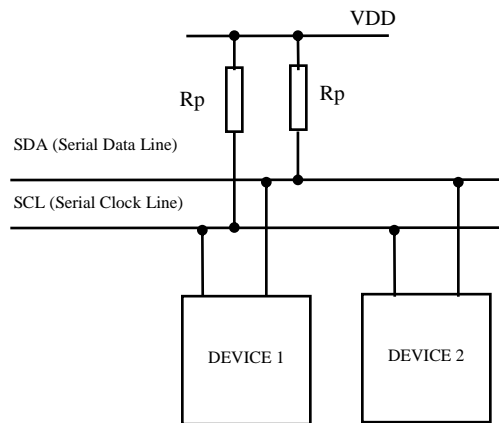 VDD
Rp
Rp
SDA (Serial Data Line)
SCL (Serial Clock Line)
DEVICE 1
DEVICE 2